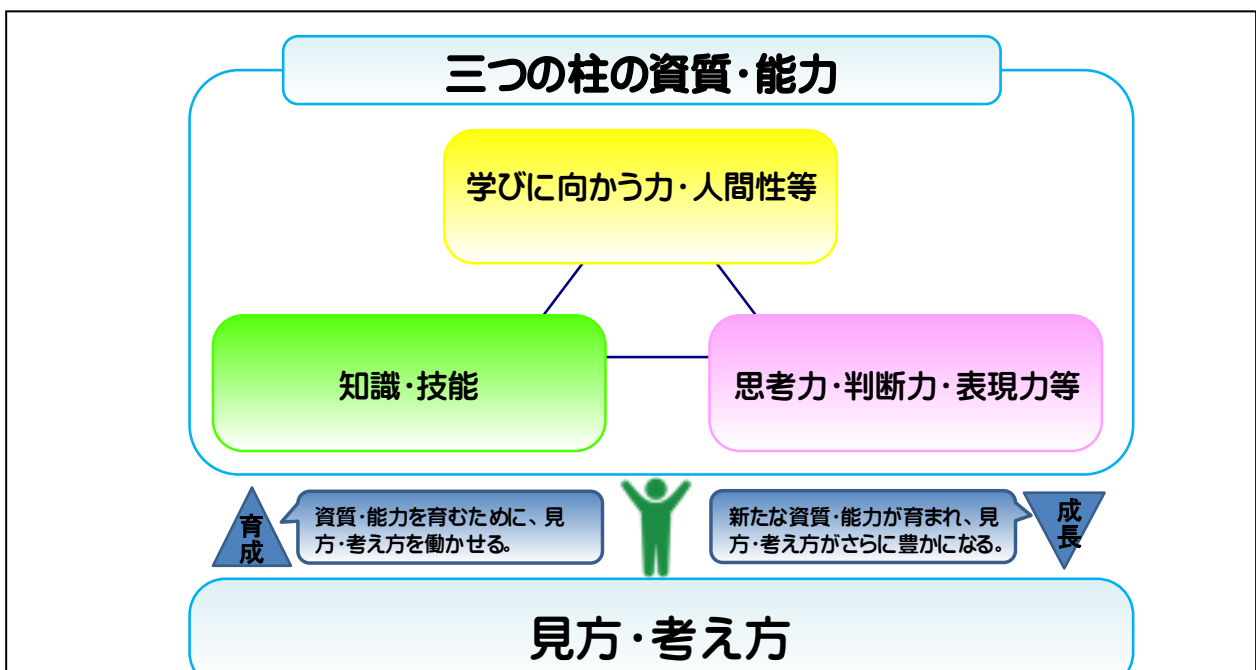 三つの柱の資質・能力
学びに向かう力・人間性等
知識・技能
思考力・判断力・表現力等
育成
資質・能力を育むために、見
方・考え方を働かせる。
新たな資質・能力が育まれ、見
方・考え方がさらに豊かになる。
成長
見方・考え方